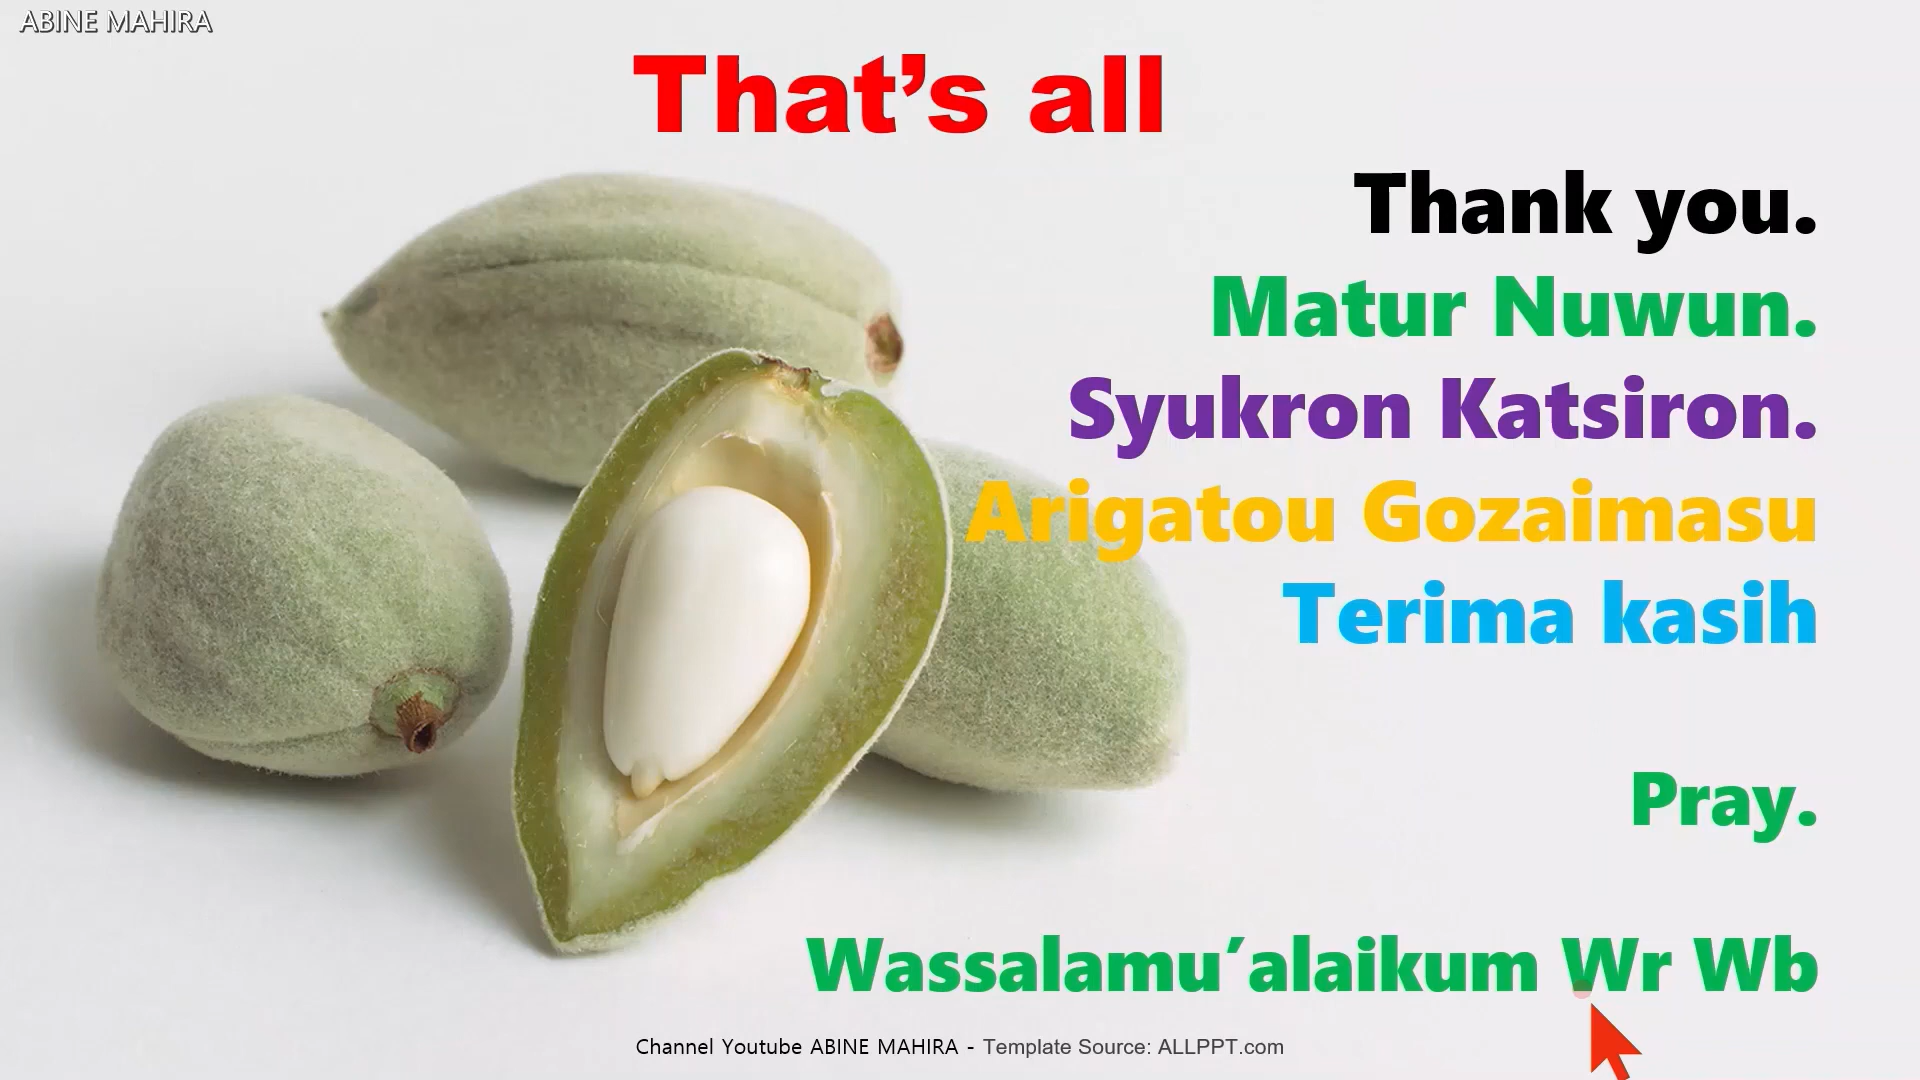 ABINE MAHIRA
That’s all
Thank you.
Matur Nuwun.
Syukron Katsiron.
Arigatou Gozaimasu
Terima kasih
Pray.
Wassalamu’alaikum Wr Wb
Channel Youtube ABINE MAHIRA - Template Source: ALLPPT.com